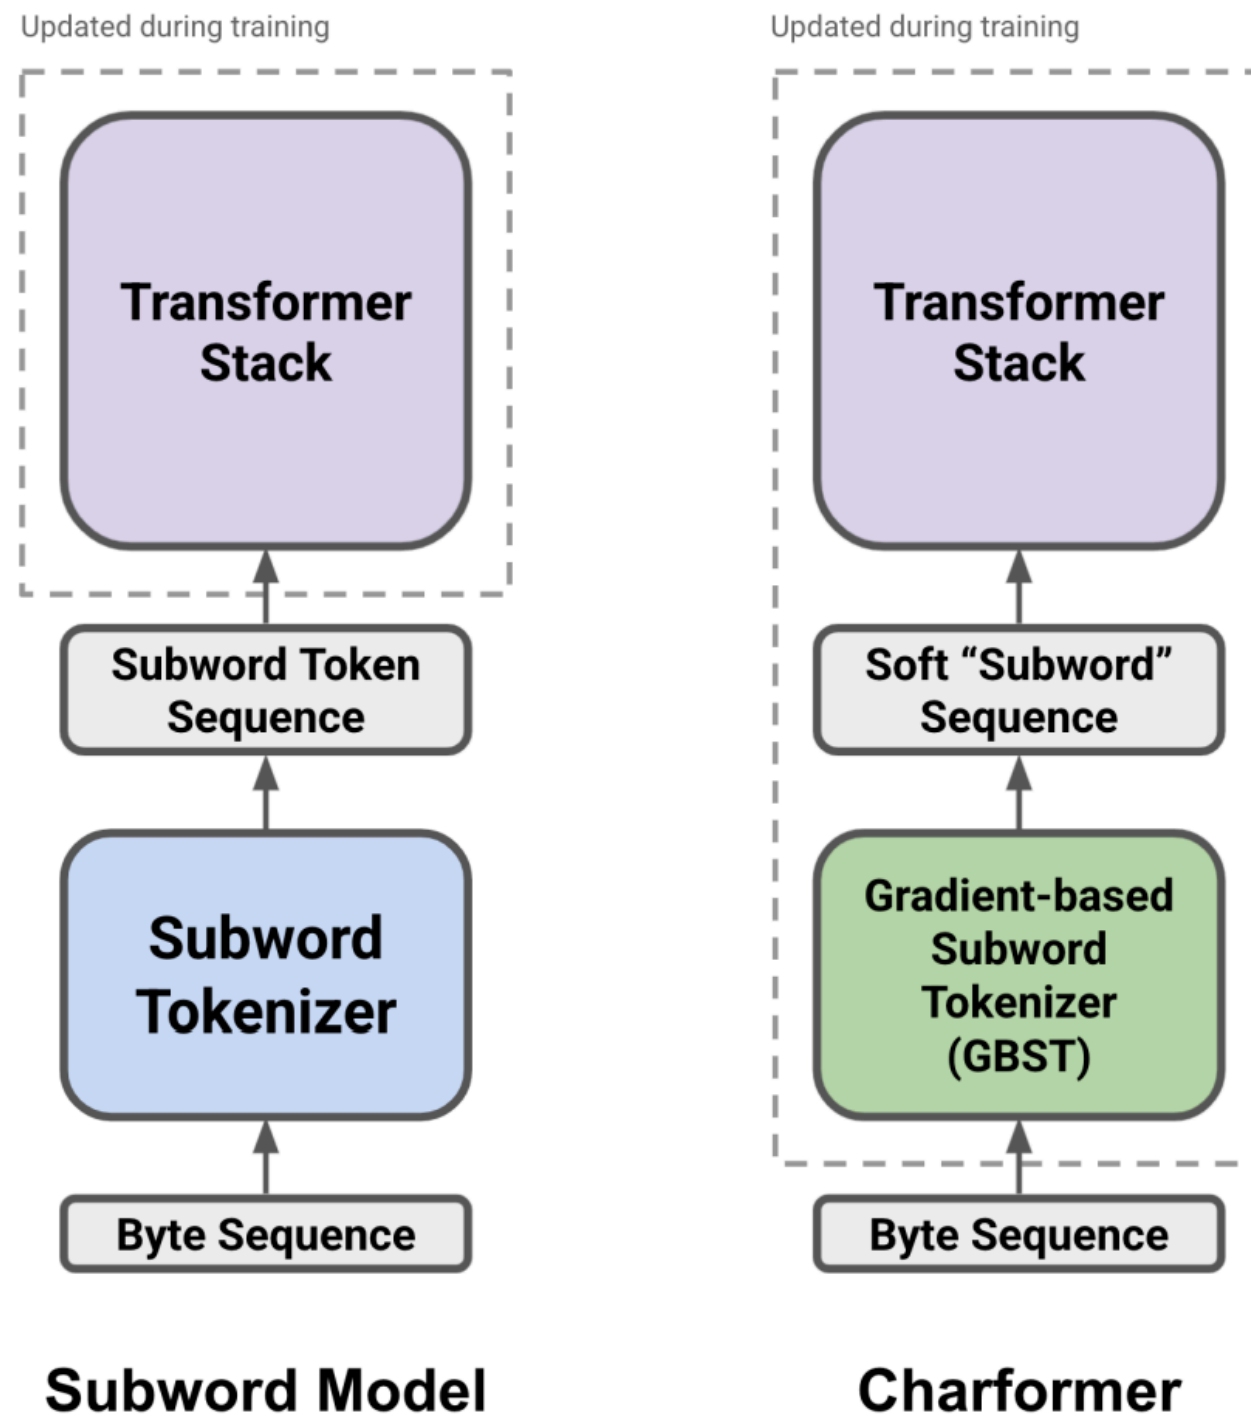 Updated during training
Transformer
Stack
Subword Token
Sequence
Subword
Tokenizer
Byte Sequence
Subword Model
Updated during training
Transformer
Stack
Soft “Subword”
Sequence
Gradient-based
Subword
Tokenizer
(GBST)
Byte Sequence
Charformer